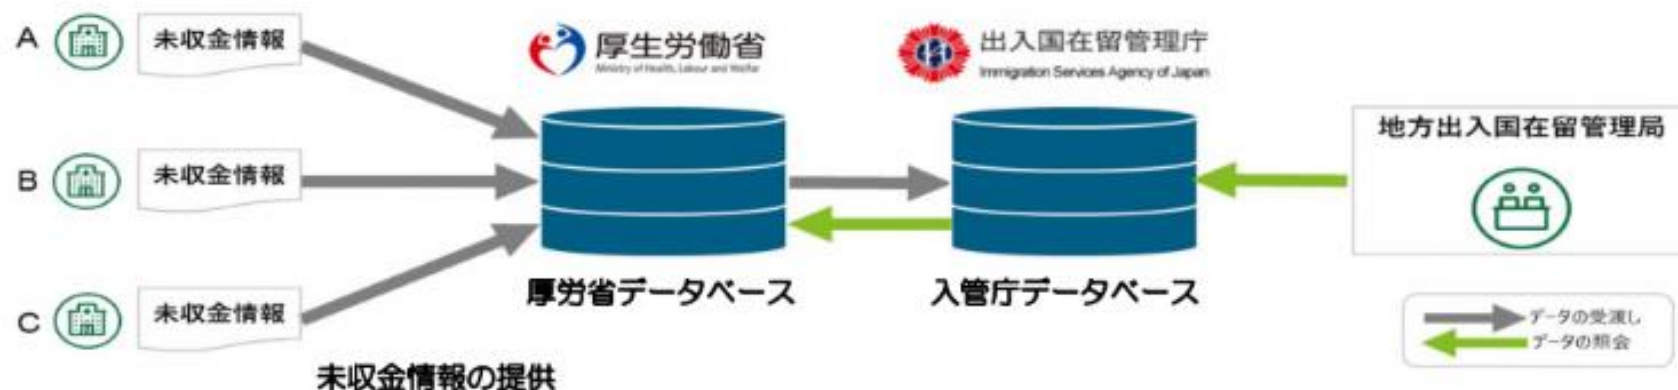 A
未収金情報
厚生労働省
Ministry of Health, Labour and Welfare
出入国在留管理庁
Immigration Services Agency of Japan
地方出入国在留管理局
B
未収金情報
C
未収金情報
厚労省データベース
入管庁データベース
データの受渡し
データの照会
未収金情報の提供